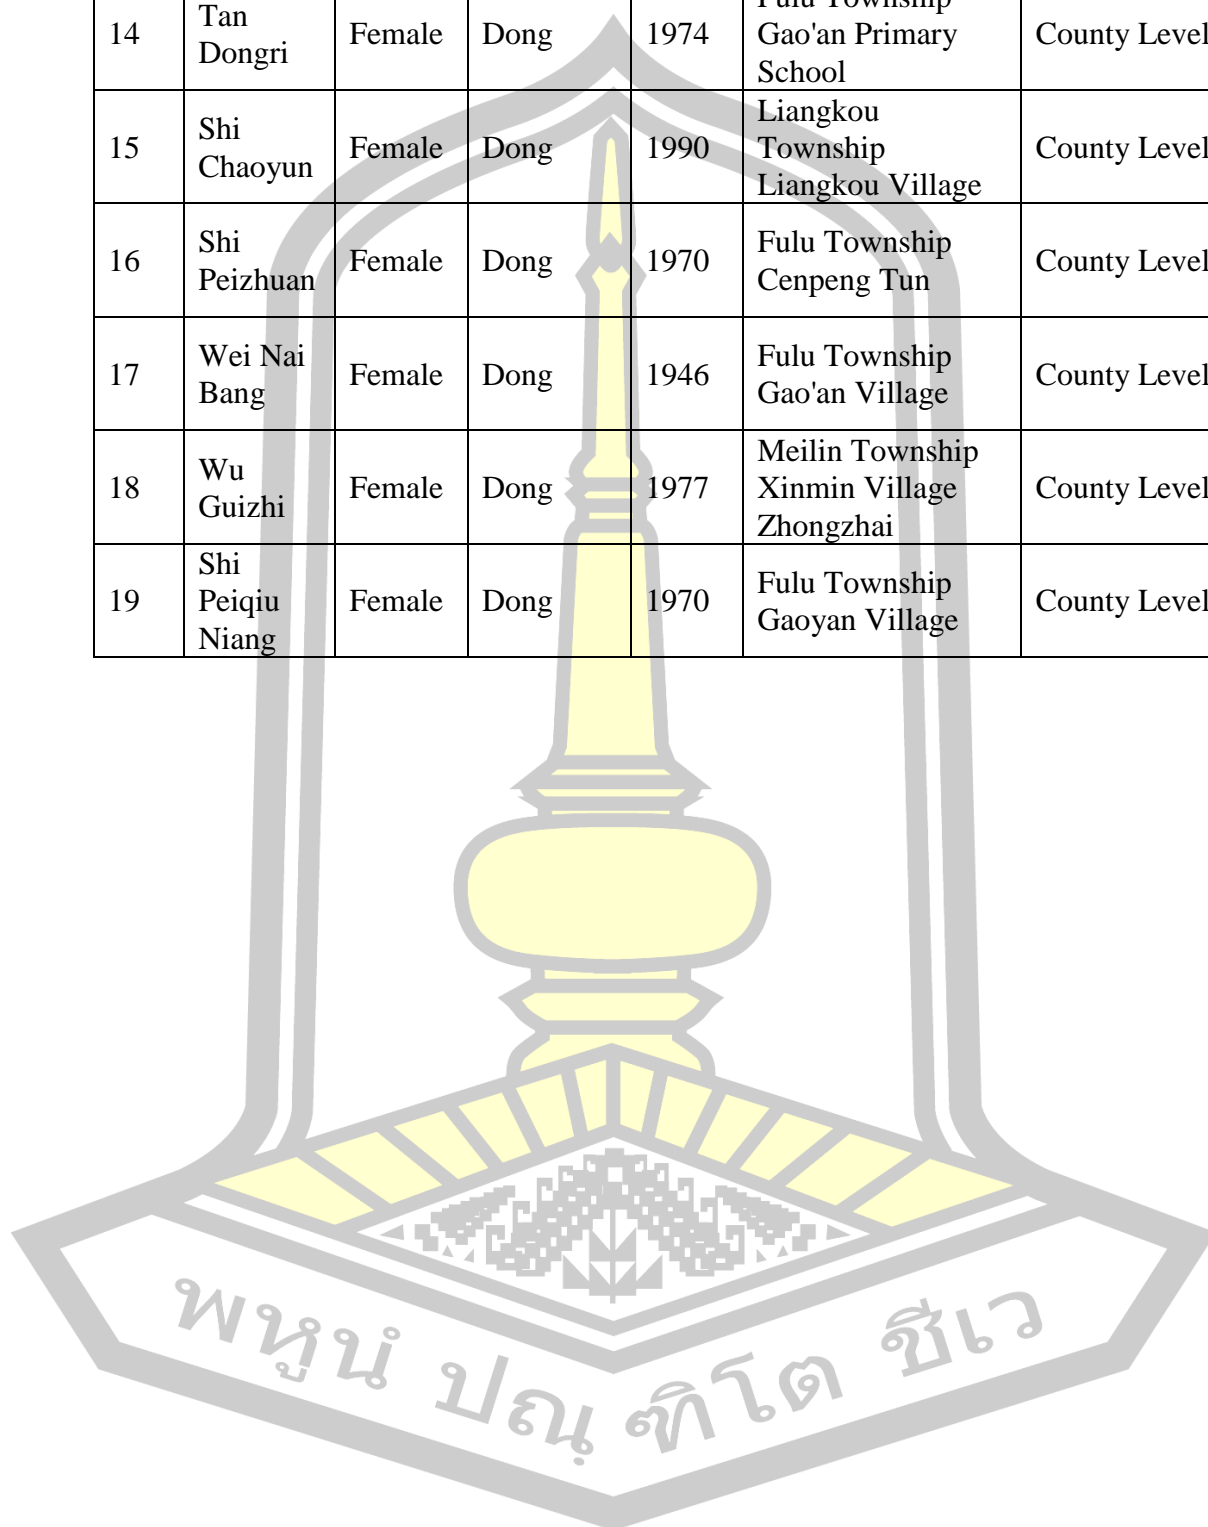 14
Tan
Dongri
Female
Dong
1974
Fulu Township
Gao'an Primary
School
County Level
15
Shi
Chaoyun
Female
Dong
1990
Liangkou
Township
Liangkou Village
County Level
16
Shi
Peizhuan
Female
Dong
1970
Fulu Township
Cenpeng Tun
County Level
17
Wei Nai
Bang
Female
Dong
1946
Fulu Township
Gao'an Village
County Level
18
Wu
Guizhi
Female
Dong
1977
Meilin Township
Xinmin Village
Zhongzhai
County Level
19
Shi
Peiqiu
Niang
Female
Dong
1970
Fulu Township
Gaoyan Village
County Level
พหูนํ ปณฺฑิโต ชีเว